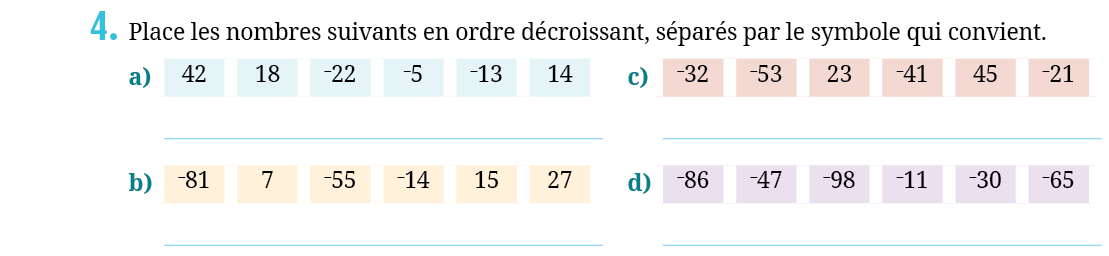 4. Place les nombres suivants en ordre décroissant, séparés par le symbole qui convient.
a) 42 18 ⁻22 ⁻5 ⁻13 14
c) ⁻32 ⁻53 23 ⁻41 45 ⁻21
b) ⁻81 7 ⁻55 ⁻14 15 27
d) ⁻86 ⁻47 ⁻98 ⁻11 ⁻30 ⁻65